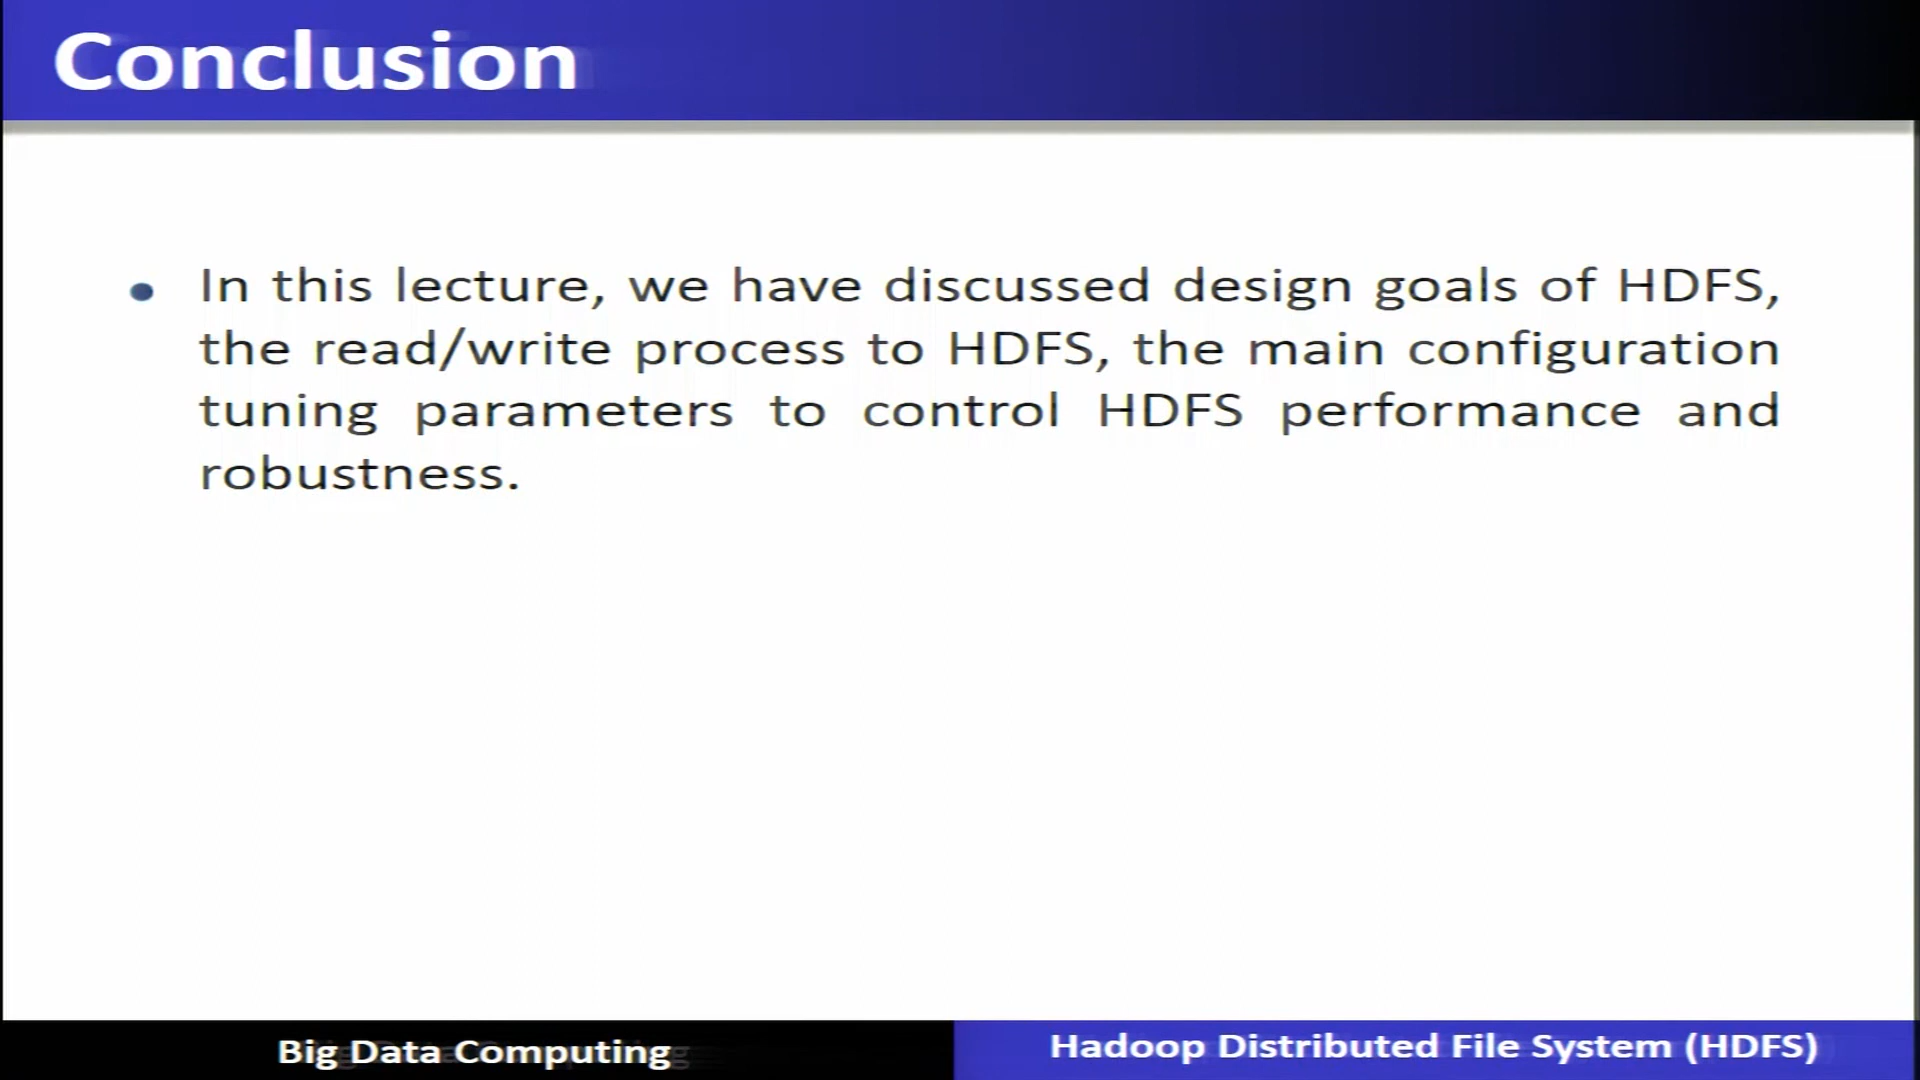 Conclusion
• In this lecture, we have discussed design goals of HDFS,
the read/write process to HDFS, the main configuration
tuning parameters to control HDFS performance and
robustness.
Big Data Computing
Hadoop Distributed File System (HDFS)